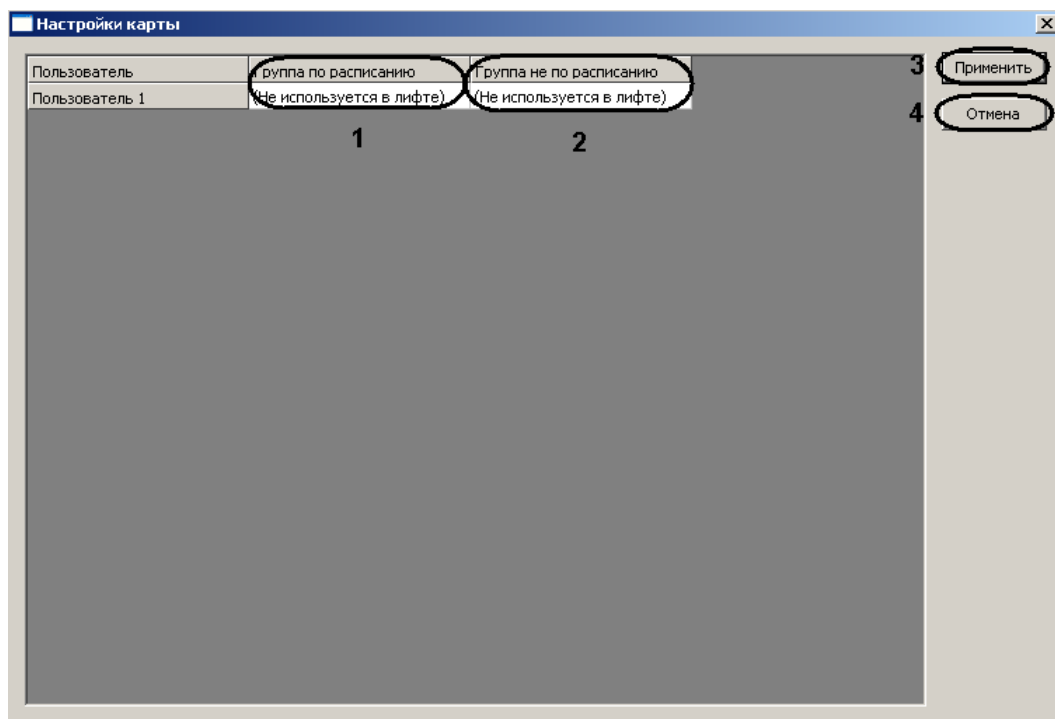 Настройки карты
Пользователь Группа по расписанию Группа не по расписанию
Пользователь 1 (Не используется в лифте) (Не используется в лифте)
3 Применить
4 Отмена
1 2